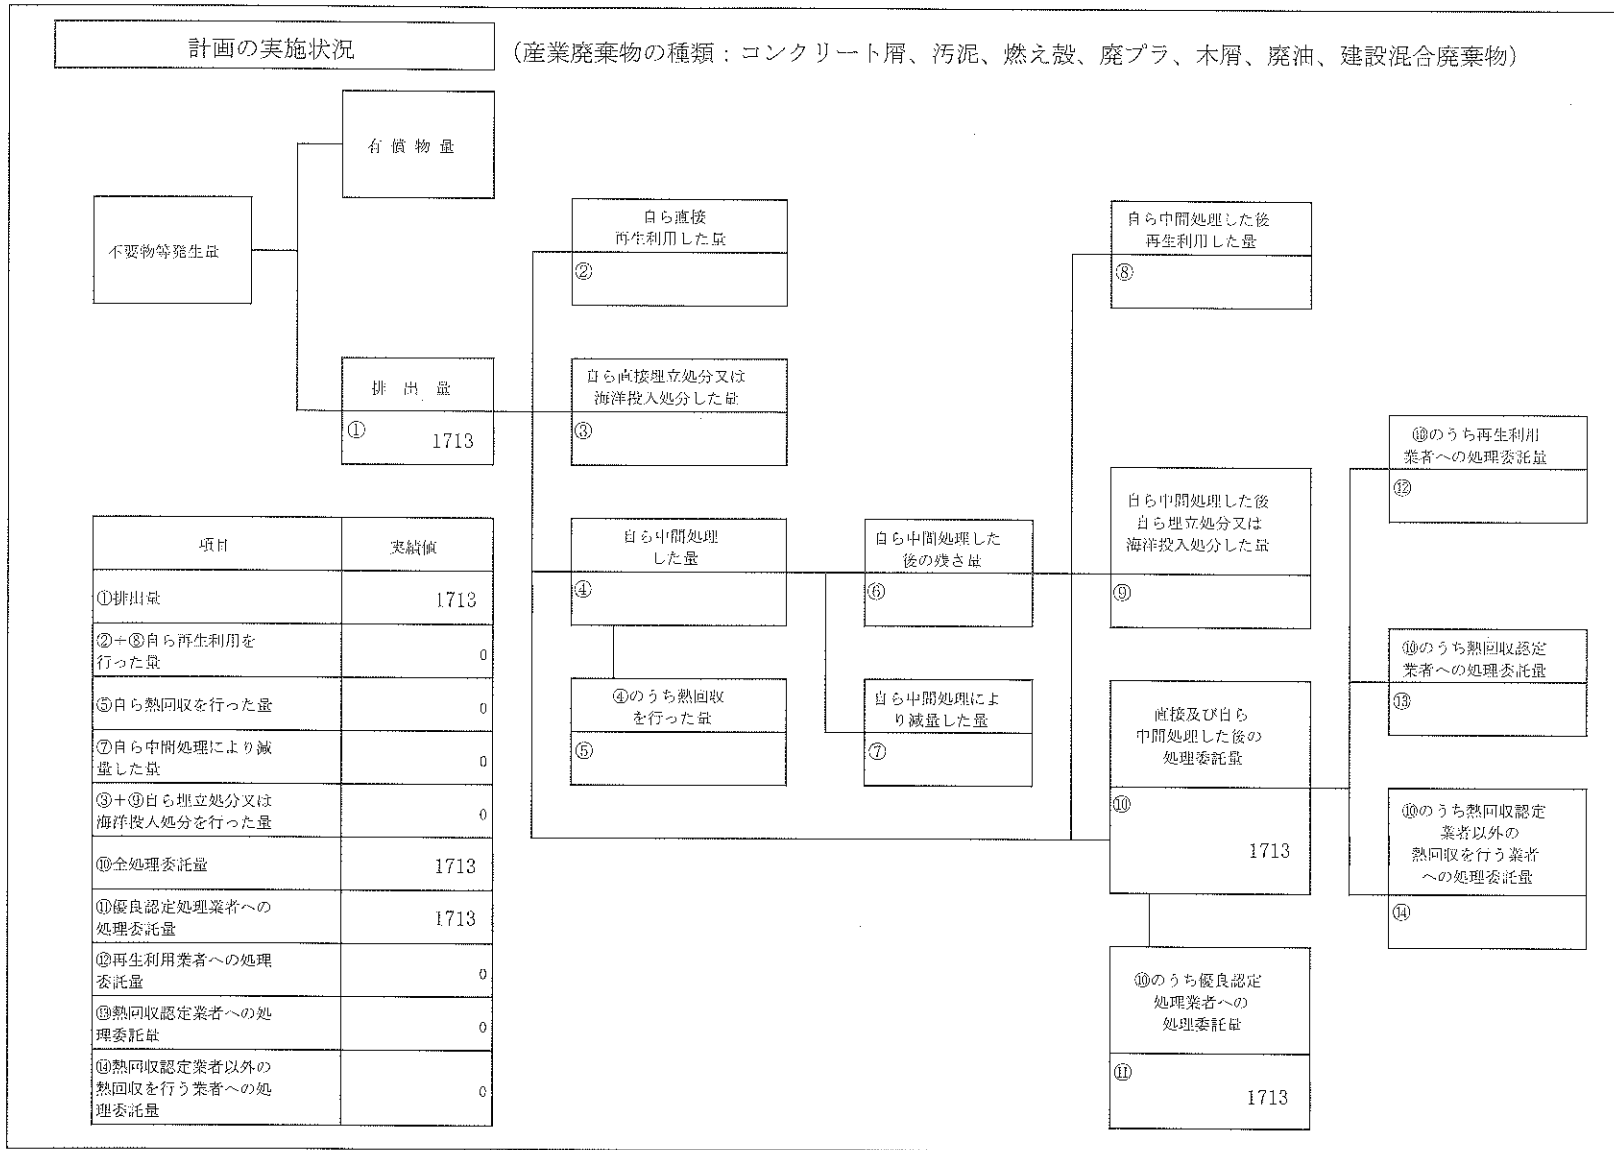 計画の実施状況
（産業廃棄物の種類：コンクリート屑、汚泥、燃え殻、廃プラ、木屑、廃油、建設混合廃棄物）
有償物量
不要物等発生量
排出量
①
1713
自ら直接
再生利用した量
②
自ら直接埋立処分又は
海洋投入処分した量
③
自ら中間処理
した量
④
④のうち熱回収
を行った量
⑤
自ら中間処理した
後の残さ量
⑥
自ら中間処理によ
り減量した量
⑦
自ら中間処理した後
再生利用した量
⑧
自ら中間処理した後
自ら埋立処分又は
海洋投入処分した量
⑨
直接及び自ら
中間処理した後の
処理委託量
⑩
1713
⑩のうち優良認定
処理業者への
処理委託量
⑪
1713
⑩のうち再生利用
業者への処理委託量
⑫
⑩のうち熱回収認定
業者への処理委託量
⑬
⑩のうち熱回収認定
業者以外の
熱回収を行う業者
への処理委託量
⑭
項目
実績値
①排出量
1713
②＋⑧自ら再生利用を
行った量
0
⑤自ら熱回収を行った量
0
⑦自ら中間処理により減
量した量
0
③＋⑨自ら埋立処分又は
海洋投入処分を行った量
0
⑩全処理委託量
1713
⑪優良認定処理業者への
処理委託量
1713
⑫再生利用業者への処理
委託量
0
⑬熱回収認定業者への処
理委託量
0
⑭熱回収認定業者以外の
熱回収を行う業者への処
理委託量
0